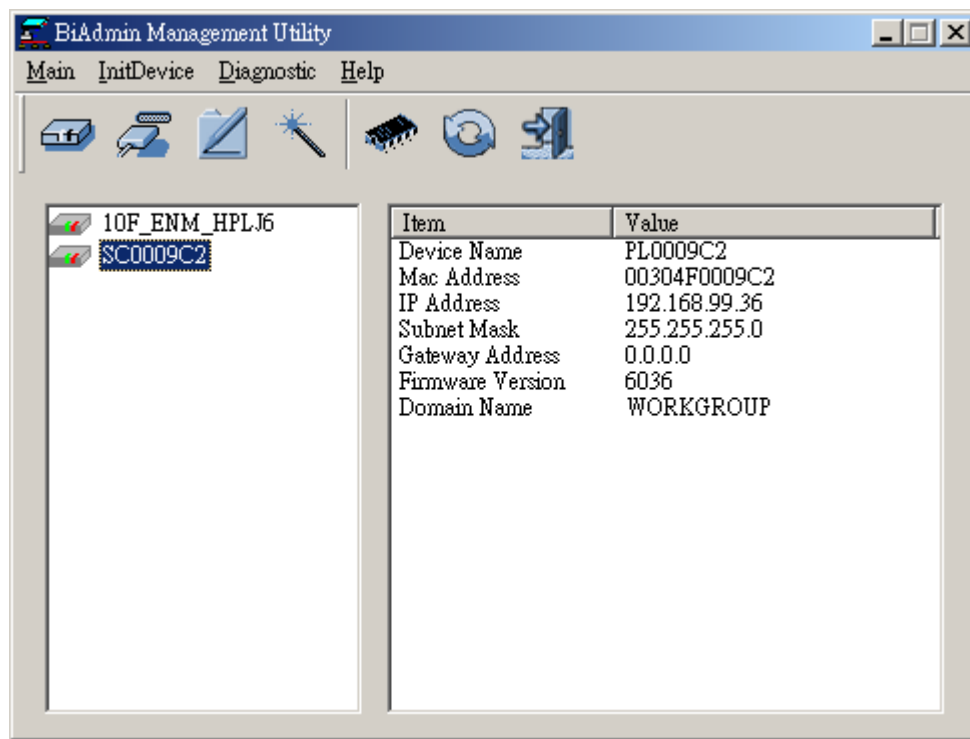 BiAdmin Management Utility
Main InitDevice Diagnostic Help
10F_ENM_HPLJ6
SC0009C2
Item Value
Device Name PL0009C2
Mac Address 00304F0009C2
IP Address 192.168.99.36
Subnet Mask 255.255.255.0
Gateway Address 0.0.0.0
Firmware Version 6036
Domain Name WORKGROUP